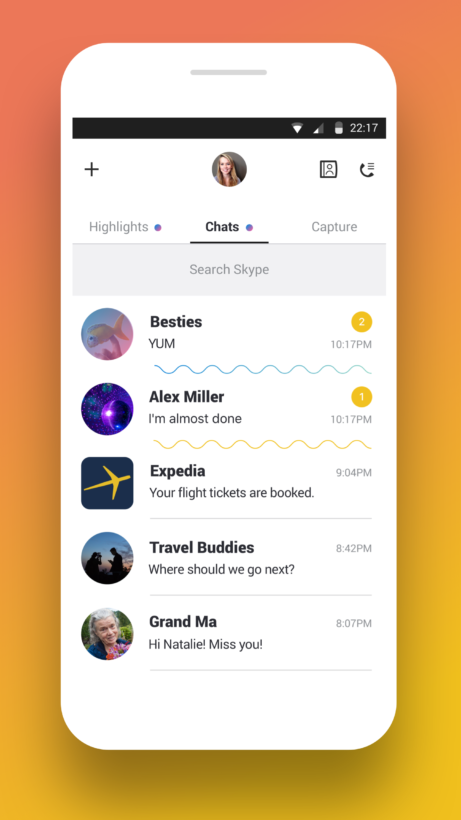 22:17
Highlights Chats Capture
Search Skype
Besties 2
YUM 10:17PM
Alex Miller 1
I'm almost done 10:17PM
Expedia 9:04PM
Your flight tickets are booked.
Travel Buddies 8:42PM
Where should we go next?
Grand Ma 8:07PM
Hi Natalie! Miss you!